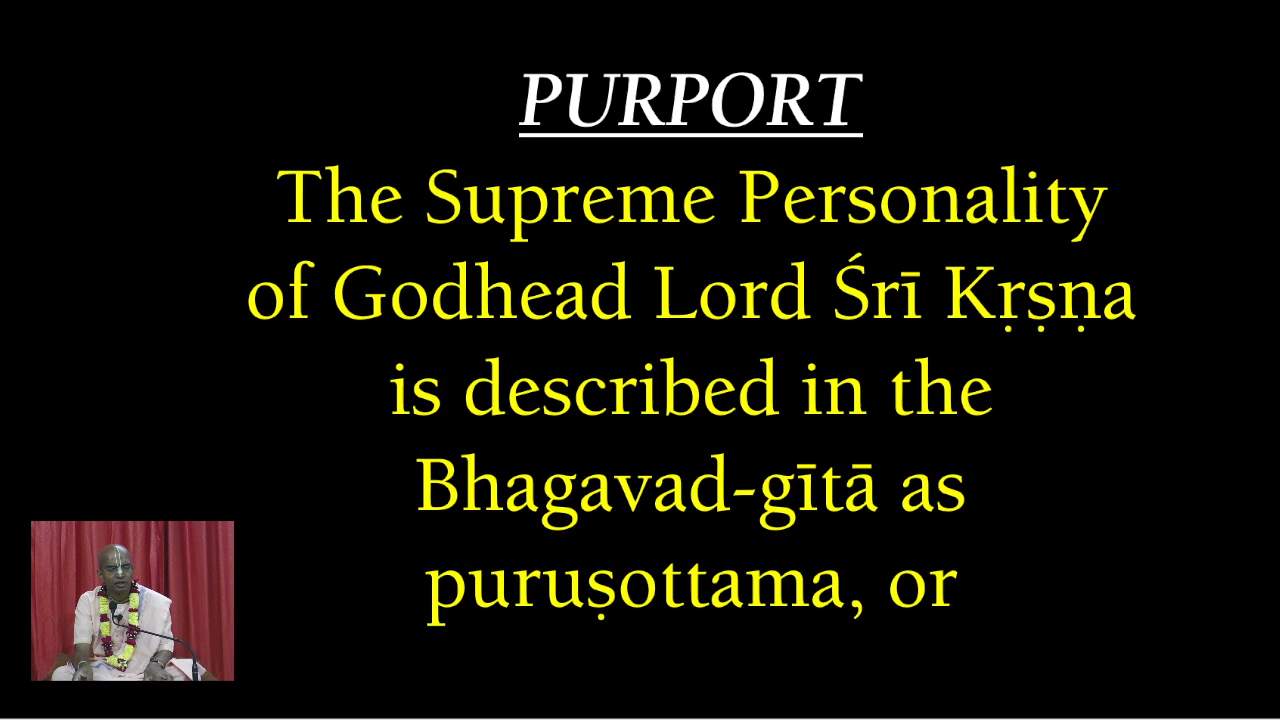 PURPORT
The Supreme Personality
of Godhead Lord Śrī Kṛṣṇa
is described in the
Bhagavad-gītā as
puruṣottama, or